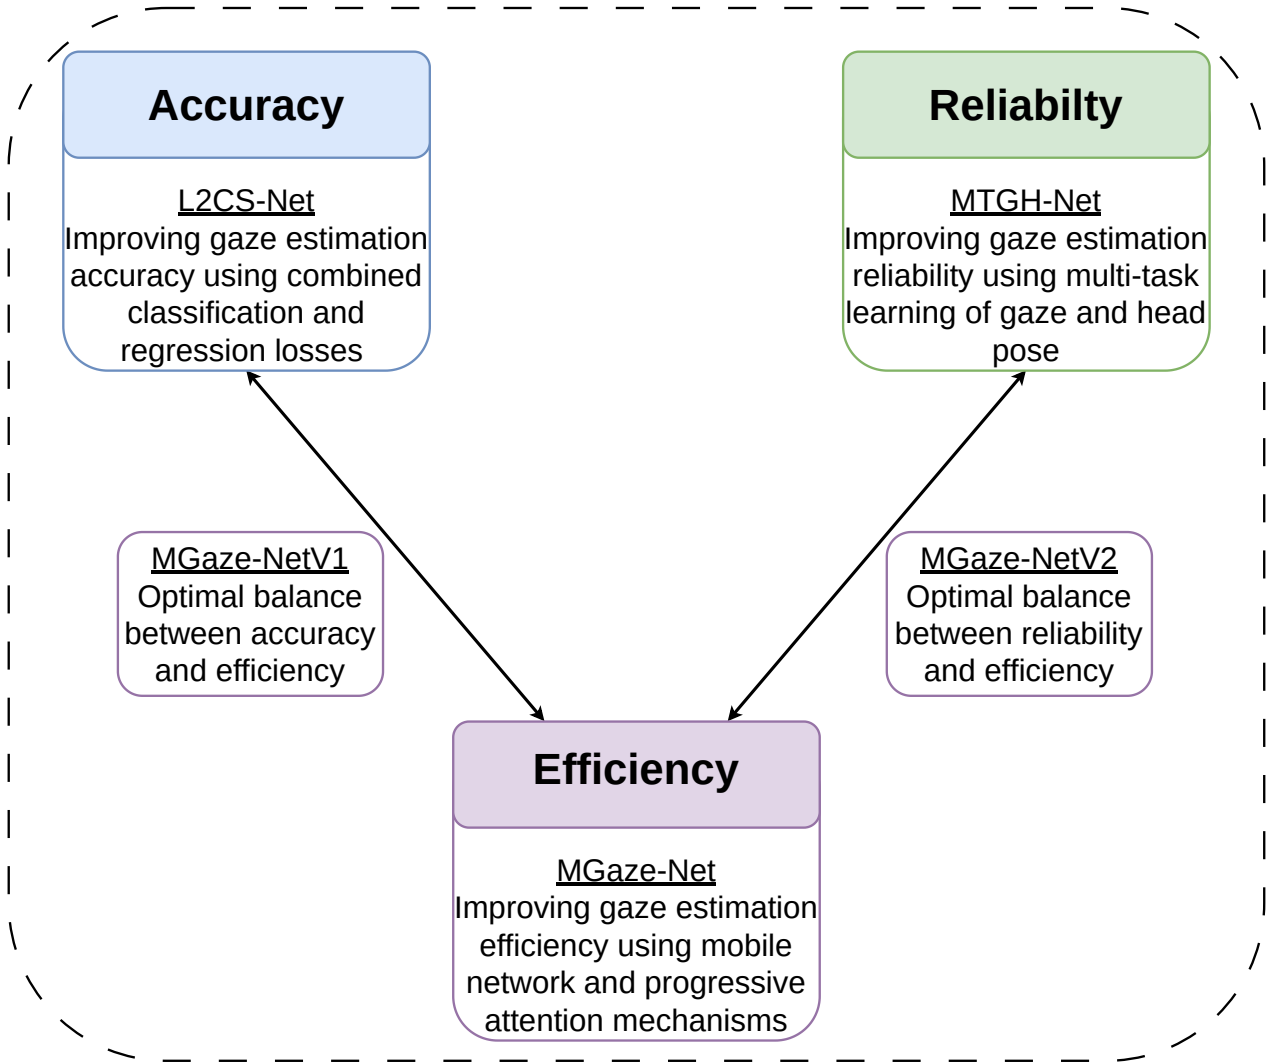 Accuracy
L2CS-Net
Improving gaze estimation
accuracy using combined
classification and
regression losses
Reliabilty
MTGH-Net
Improving gaze estimation
reliability using multi-task
learning of gaze and head
pose
MGaze-NetV1
Optimal balance
between accuracy
and efficiency
MGaze-NetV2
Optimal balance
between reliability
and efficiency
Efficiency
MGaze-Net
Improving gaze estimation
efficiency using mobile
network and progressive
attention mechanisms